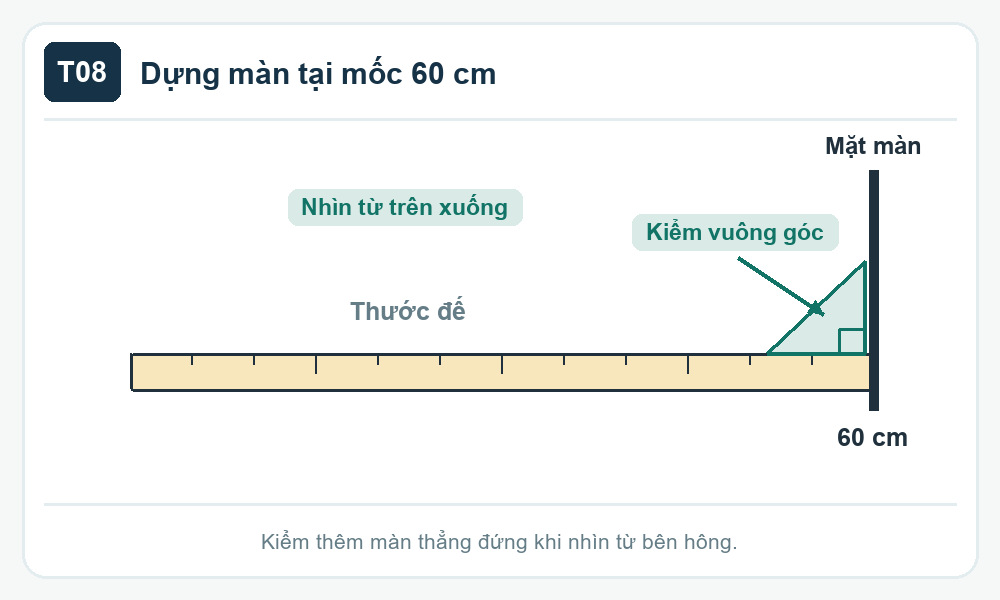 T08
Dựng màn tại mốc 60 cm
Mặt màn
Nhìn từ trên xuống
Kiểm vuông góc
Thước đế
60 cm
Kiểm thêm màn thẳng đứng khi nhìn từ bên hông.